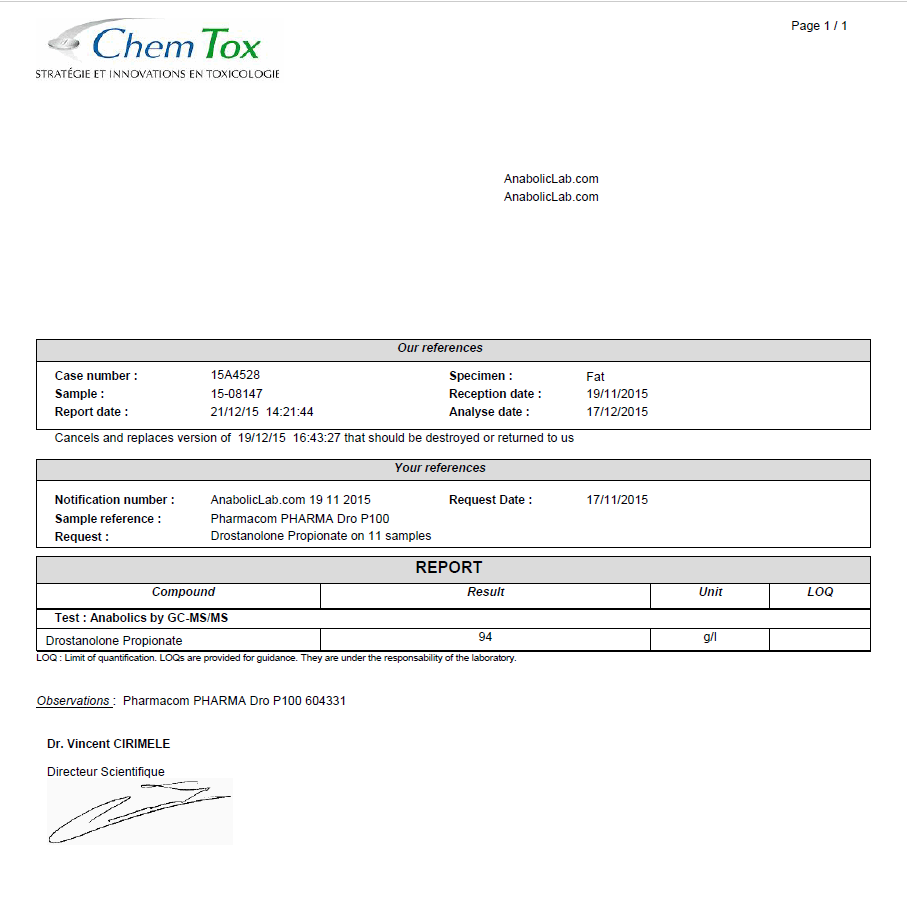 Chem Tox
STRATÉGIE ET INNOVATIONS EN TOXICOLOGIE
Page 1 / 1
AnabolicLab.com
AnabolicLab.com
Our references
Case number : 15A4528 Specimen : Fat
Sample : 15-08147 Reception date : 19/11/2015
Report date : 21/12/15 14:21:44 Analyse date : 17/12/2015
Cancels and replaces version of 19/12/15 16:43:27 that should be destroyed or returned to us
Your references
Notification number : AnabolicLab.com 19 11 2015 Request Date : 17/11/2015
Sample reference : Pharmacom PHARMA Dro P100
Request : Drostanolone Propionate on 11 samples
REPORT
Compound Result Unit LOQ
Test : Anabolics by GC-MS/MS
Drostanolone Propionate 94 g/l
LOQ : Limit of quantification. LOQs are provided for guidance. They are under the responsability of the laboratory.
Observations : Pharmacom PHARMA Dro P100 604331
Dr. Vincent CIRIMELE
Directeur Scientifique